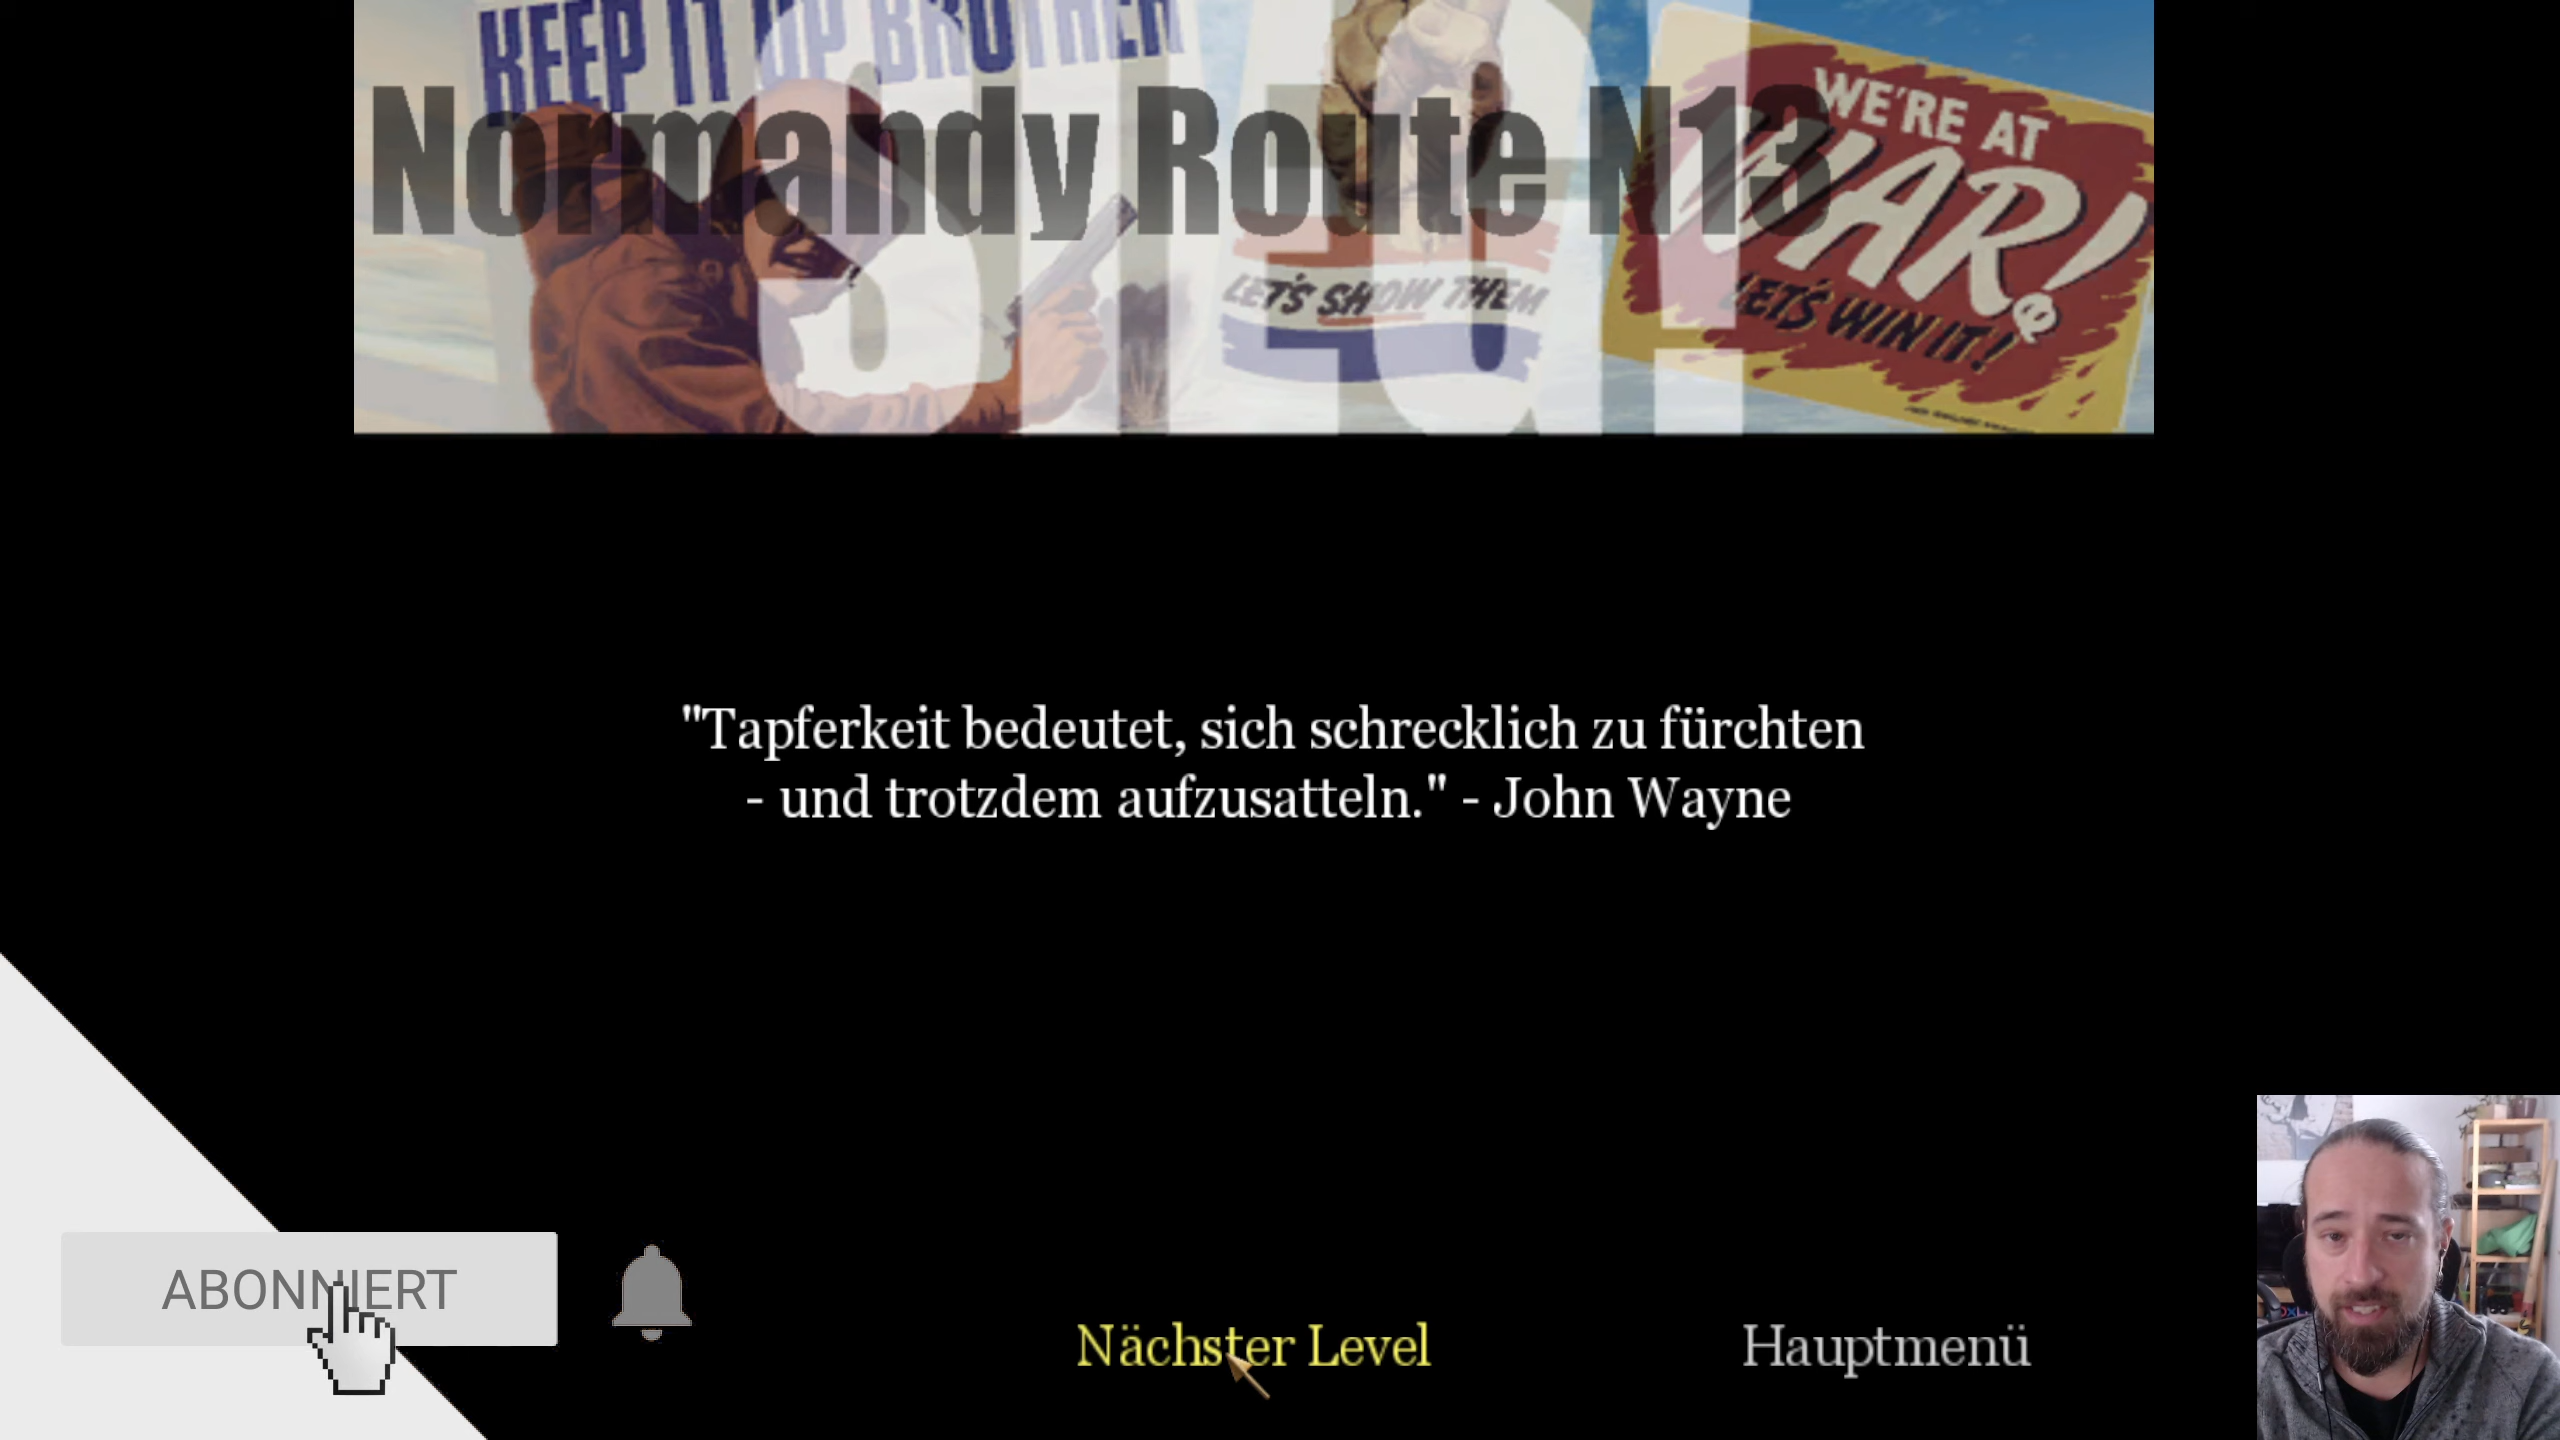 KEEP IT UP BROTHER
Normandy Route N13
SIEG!
WE'RE AT
WAR!
LET'S SHOW THEM
LET'S WIN IT!
"Tapferkeit bedeutet, sich schrecklich zu fürchten
- und trotzdem aufzusatteln." - John Wayne
ABONNIERT
Nächster Level
Hauptmenü